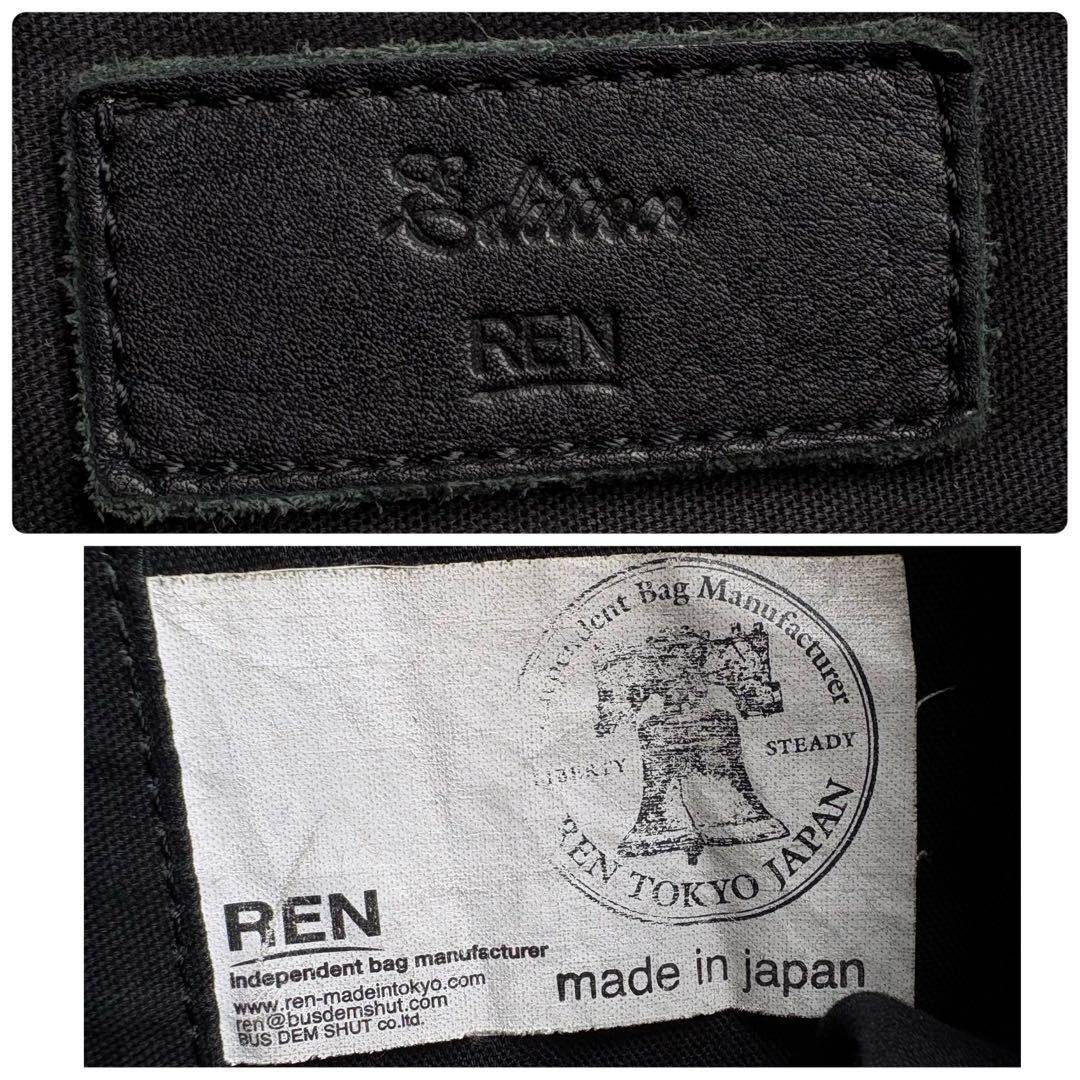 Edition
REN
Bag Manufacturer
LIBERTY
STEADY
REN TOKYO JAPAN
REN
independent bag manufacturer
www.ren-madeintokyo.com
ren@busdemshut.com
BUS DEM SHUT co.ltd.
made in japan